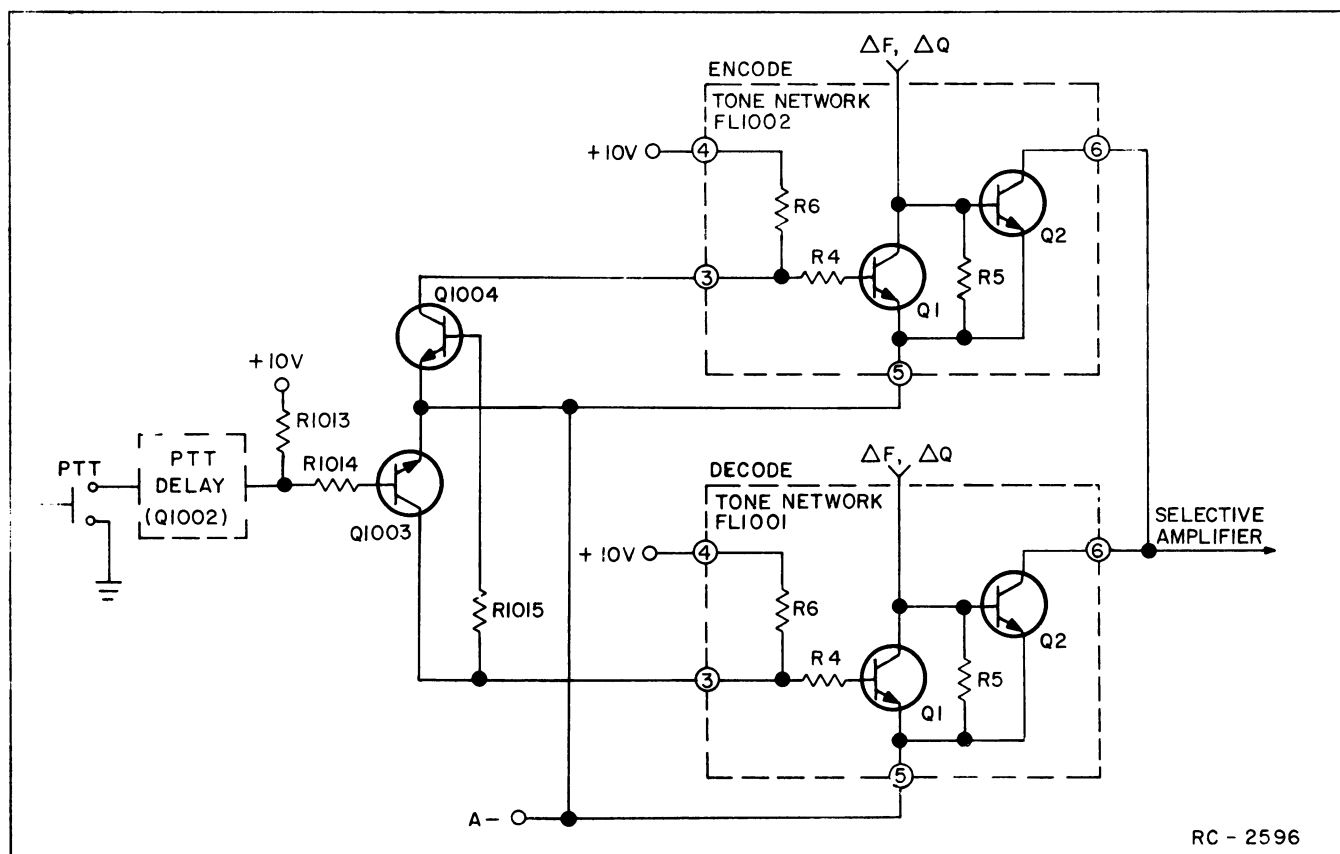 ΔF, ΔQ
ENCODE
TONE NETWORK
FL1002
4
+10V
6
R6
Q2
R4
R5
3
Q1
Q1004
5
+10V
R1013
PTT
PTT
DELAY
(Q1002)
R1014
Q1003
ΔF, ΔQ
DECODE
TONE NETWORK
FL1001
SELECTIVE
AMPLIFIER
4
+10V
6
R1015
R6
Q2
R4
R5
3
Q1
5
A-
RC - 2596